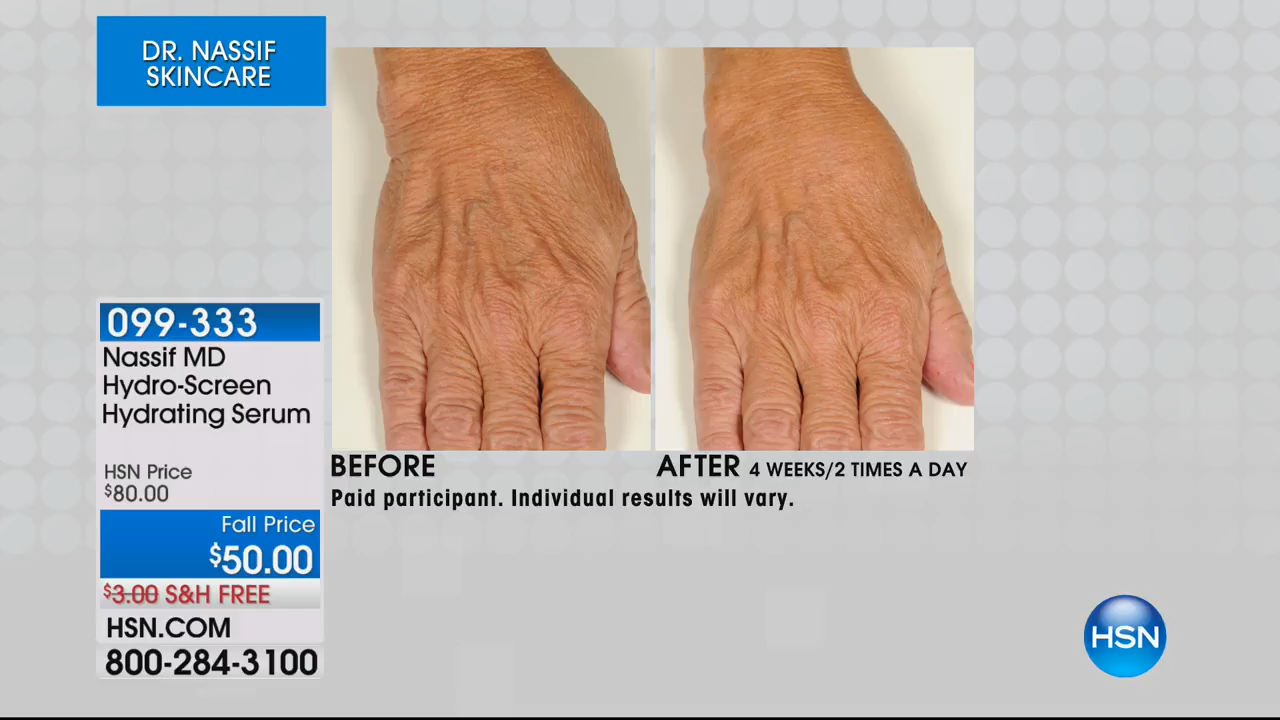 DR. NASSIF
SKINCARE
099-333
Nassif MD
Hydro-Screen
Hydrating Serum
HSN Price
$80.00
Fall Price
$50.00
$3.00 S&H FREE
HSN.COM
800-284-3100
BEFORE
AFTER 4 WEEKS/2 TIMES A DAY
Paid participant. Individual results will vary.
HSN